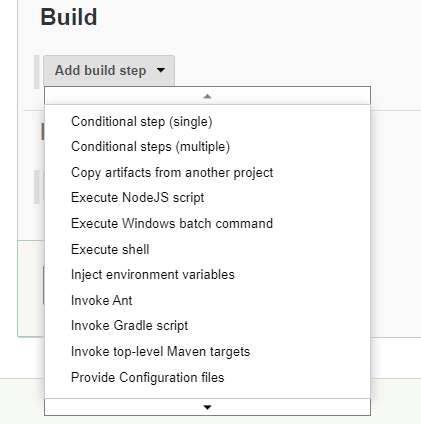 Build
Add build step
Conditional step (single)
Conditional steps (multiple)
Copy artifacts from another project
Execute NodeJS script
Execute Windows batch command
Execute shell
Inject environment variables
Invoke Ant
Invoke Gradle script
Invoke top-level Maven targets
Provide Configuration files